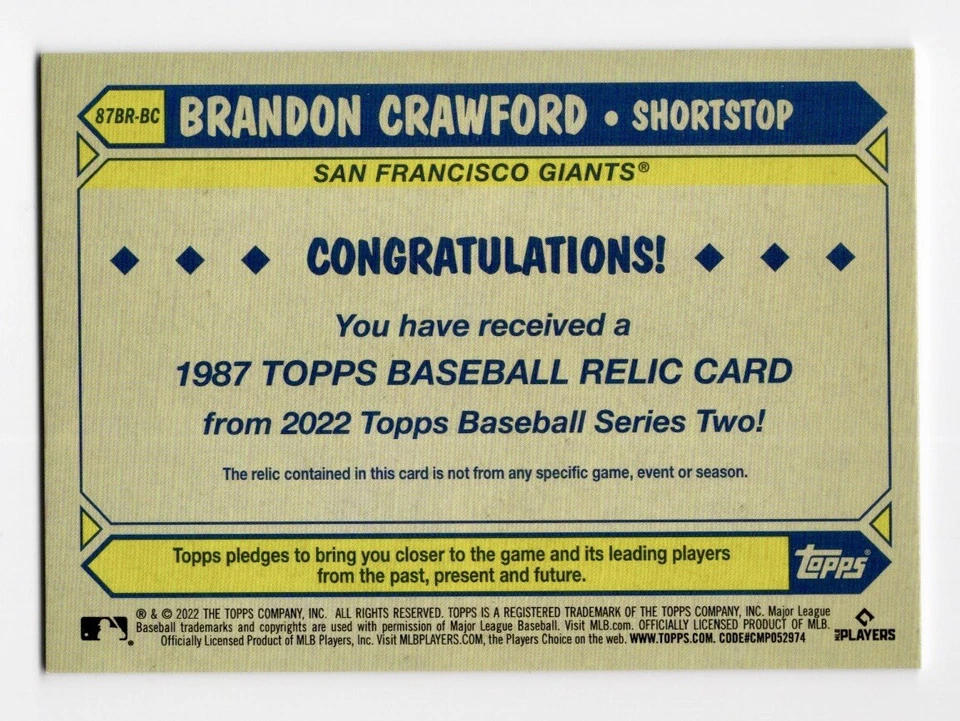 87BR-BC BRANDON CRAWFORD • SHORTSTOP
SAN FRANCISCO GIANTS®
CONGRATULATIONS!
You have received a
1987 TOPPS BASEBALL RELIC CARD
from 2022 Topps Baseball Series Two!
The relic contained in this card is not from any specific game, event or season.
Topps pledges to bring you closer to the game and its leading players
from the past, present and future.
Topps®
® & © 2022 THE TOPPS COMPANY, INC. ALL RIGHTS RESERVED. TOPPS IS A REGISTERED TRADEMARK OF THE TOPPS COMPANY, INC. Major League
Baseball trademarks and copyrights are used with permission of Major League Baseball. Visit MLB.com. OFFICIALLY LICENSED PRODUCT OF MLB.
Officially Licensed Product of MLB Players, Inc. Visit MLBPLAYERS.COM, the Players Choice on the web. WWW.TOPPS.COM. CODE#CMP052974
MLB PLAYERS